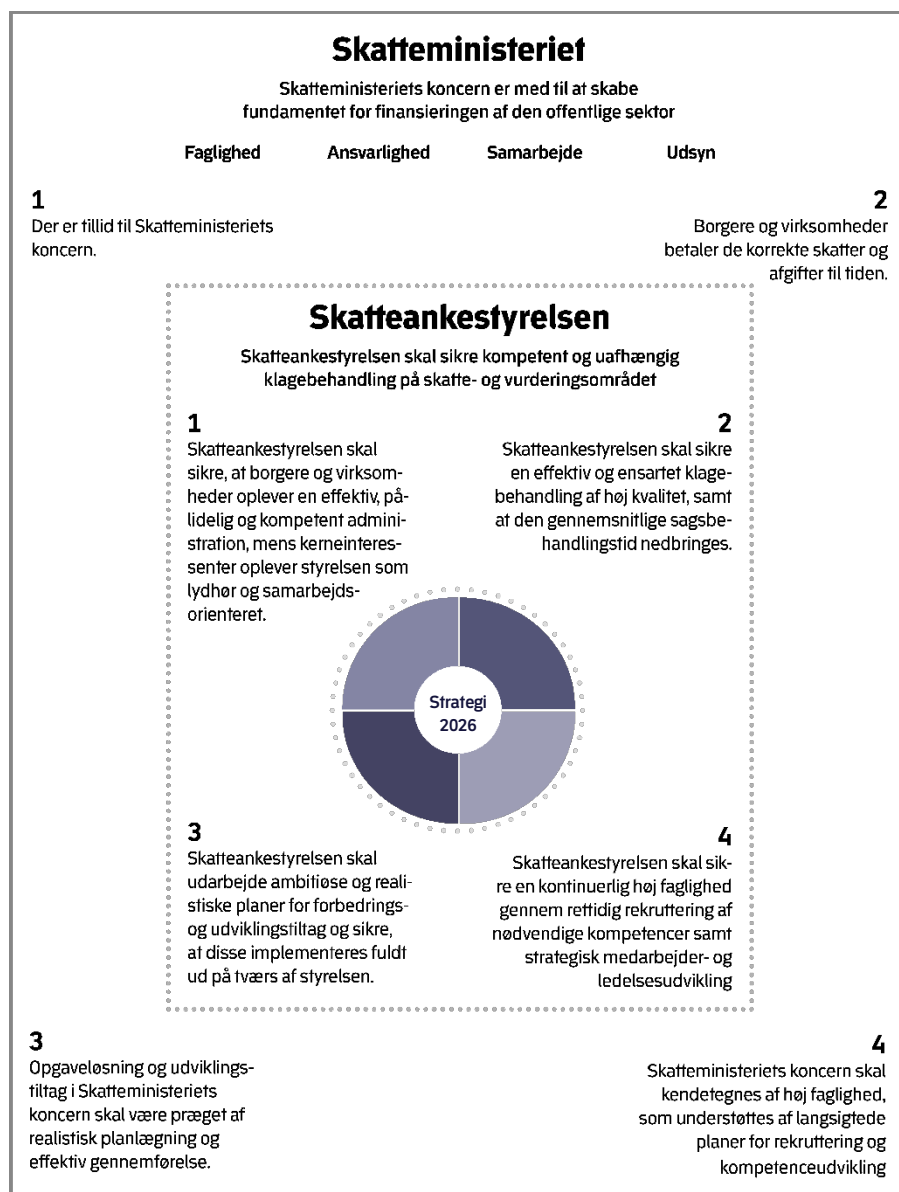 Skatteministeriet
Skatteministeriets koncern er med til at skabe
fundamentet for finansieringen af den offentlige sektor
Faglighed Ansvarlighed Samarbejde Udsyn
1
Der er tillid til Skatteministeriets
koncern.
2
Borgere og virksomheder
betaler de korrekte skatter og
afgifter til tiden.
Skatteankestyrelsen
Skatteankestyrelsen skal sikre kompetent og uafhængig
klagebehandling på skatte- og vurderingsområdet
1
Skatteankestyrelsen skal
sikre, at borgere og virksom-
heder oplever en effektiv, på-
lidelig og kompetent admini-
stration, mens kerneinteres-
senter oplever styrelsen som
lydhør og samarbejds-
orienteret.
2
Skatteankestyrelsen skal sikre
en effektiv og ensartet klage-
behandling af høj kvalitet, samt
at den gennemsnitlige sagsbe-
handlingstid nedbringes.
Strategi
2026
3
Skatteankestyrelsen skal
udarbejde ambitiøse og reali-
stiske planer for forbedrings-
og udviklingstiltag og sikre,
at disse implementeres fuldt
ud på tværs af styrelsen.
4
Skatteankestyrelsen skal sik-
re en kontinuerlig høj faglighed
gennem rettidig rekruttering af
nødvendige kompetencer samt
strategisk medarbejder- og
ledelsesudvikling
3
Opgaveløsning og udviklings-
tiltag i Skatteministeriets
koncern skal være præget af
realistisk planlægning og
effektiv gennemførelse.
4
Skatteministeriets koncern skal
kendetegnes af høj faglighed,
som understøttes af langsigtede
planer for rekruttering og
kompetenceudvikling